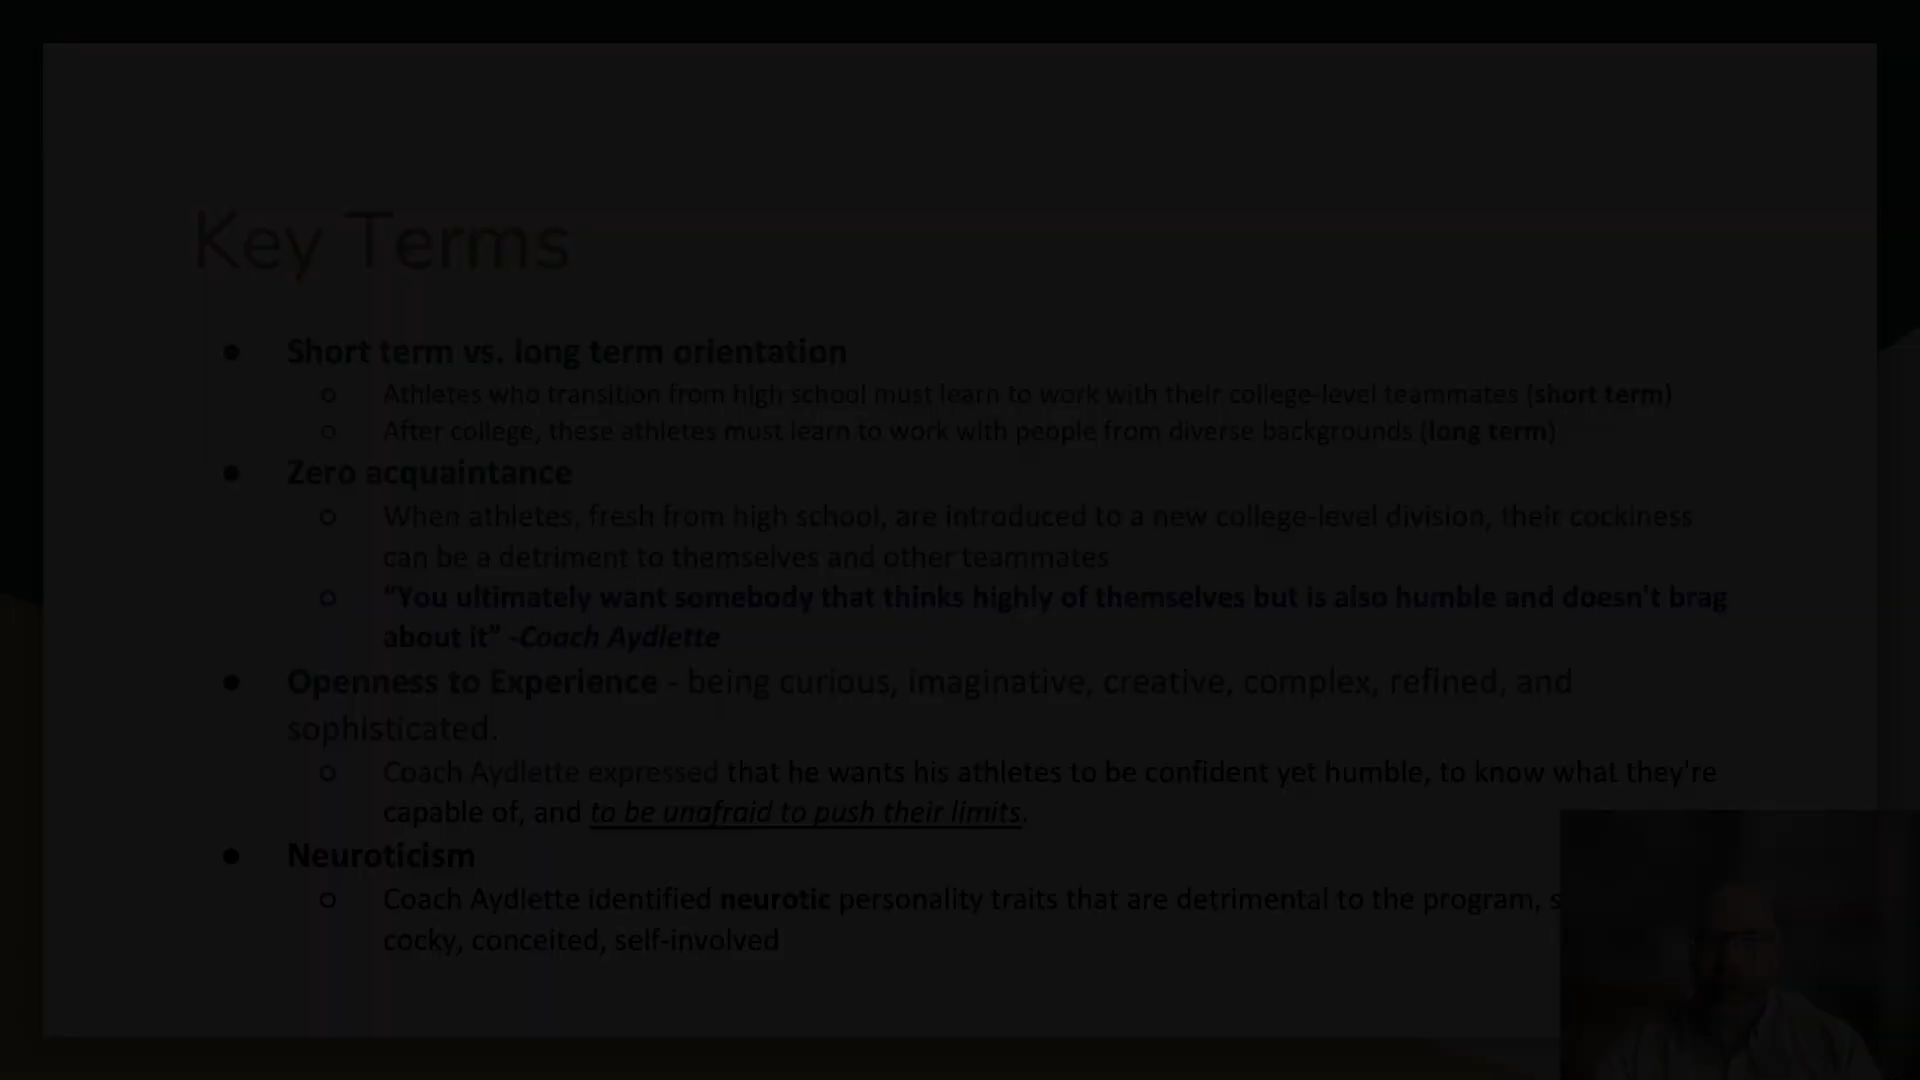 Key Terms
● Short term vs. long term orientation
○ Athletes who transition from high school must learn to work with their college-level teammates (short term)
○ After college, these athletes must learn to work with people from diverse backgrounds (long term)
● Zero acquaintance
○ When athletes, fresh from high school, are introduced to a new college-level division, their cockiness
can be a detriment to themselves and other teammates
○ “You ultimately want somebody that thinks highly of themselves but is also humble and doesn't brag
about it” -Coach Aydlette
● Openness to Experience - being curious, imaginative, creative, complex, refined, and
sophisticated.
○ Coach Aydlette expressed that he wants his athletes to be confident yet humble, to know what they're
capable of, and to be unafraid to push their limits.
● Neuroticism
○ Coach Aydlette identified neurotic personality traits that are detrimental to the program,
cocky, conceited, self-involved